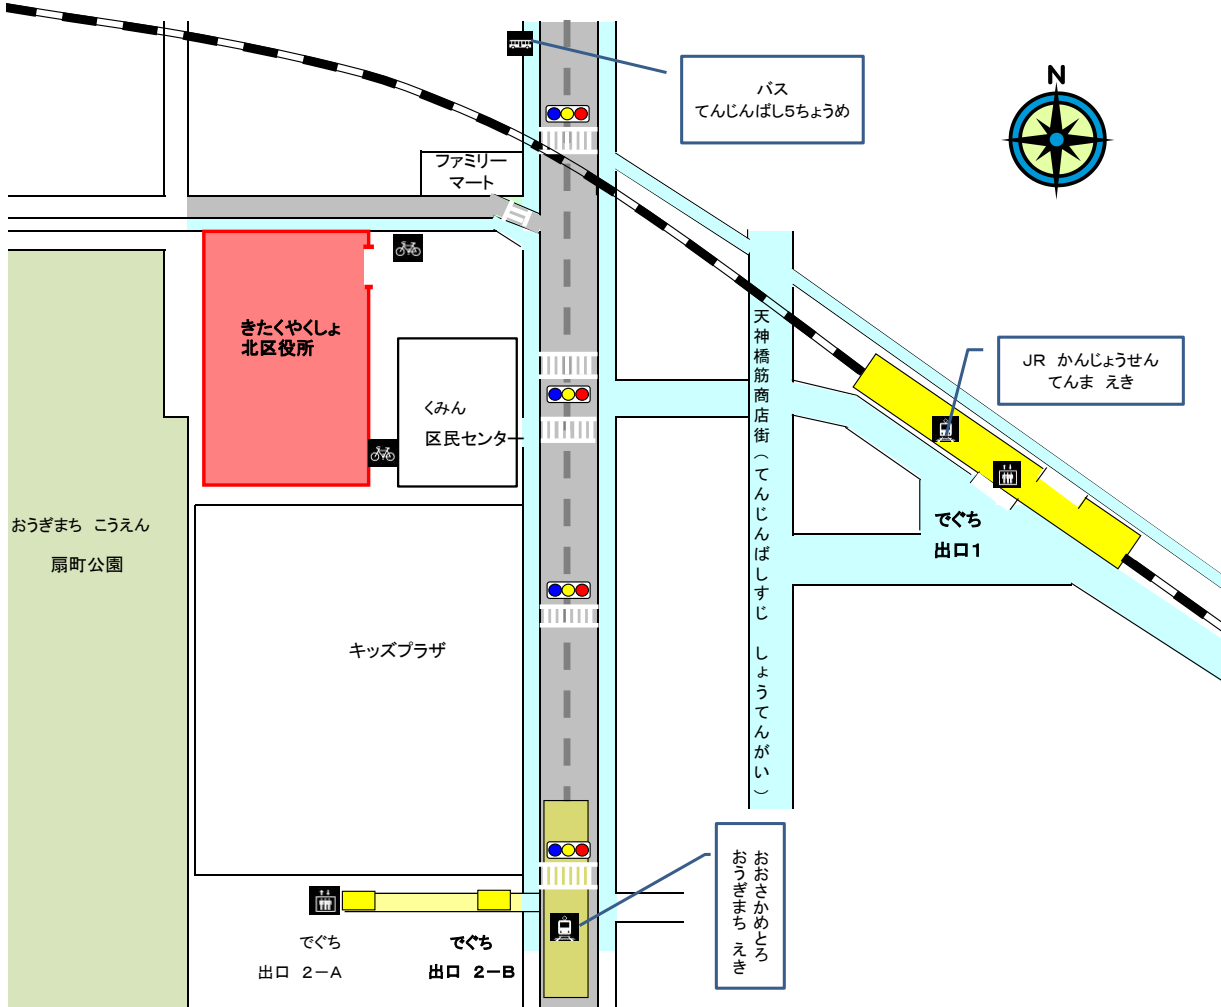 バス
てんじんばし5ちょうめ
N
ファミリー
マート
きたくやくしょ
北区役所
くみん
区民センター
天神橋筋商店街（てんじんばしすじ　しょうてんがい）
JR かんじょうせん
てんま えき
でぐち
出口1
おうぎまち こうえん
扇町公園
キッズプラザ
おおさかめとろ
おうぎまち えき
でぐち
出口 2－A
でぐち
出口 2－B